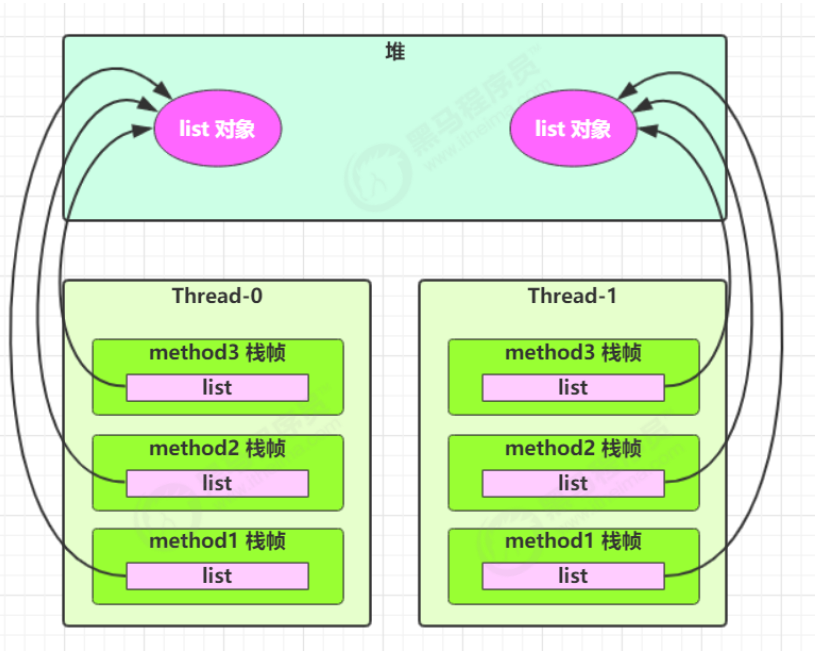 堆
list 对象
list 对象
黑马程序员
www.itheima.com
Thread-0
method3 栈帧
list
method2 栈帧
list
method1 栈帧
list
Thread-1
method3 栈帧
list
method2 栈帧
list
method1 栈帧
list